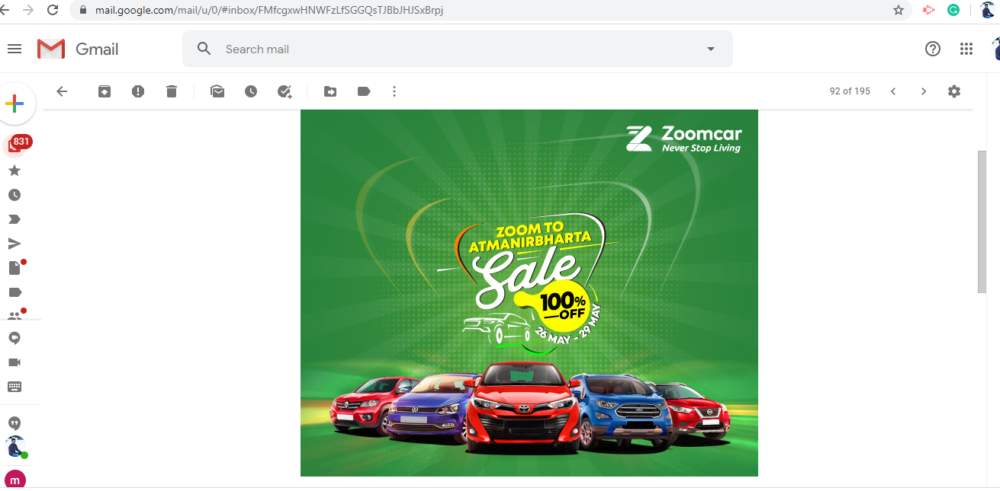 mail.google.com/mail/u/0/#inbox/FMfcgxwHNWFzLfSGGQsTJBbJHJSxBrpj
Gmail
Search mail
92 of 195
831
Zoomcar
Never Stop Living
ZOOM TO
ATMANIRBHARTA
Sale
100%
OFF
26 MAY - 29 MAY
m